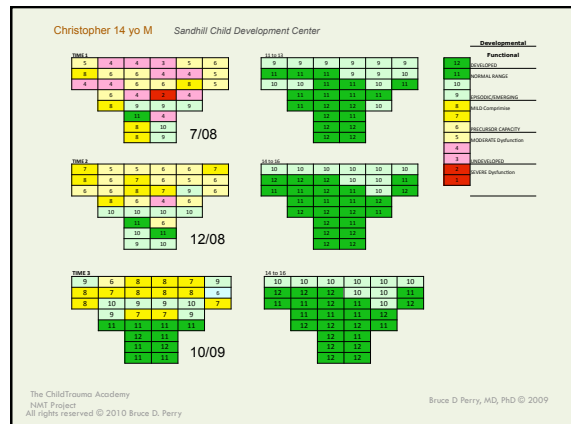 Christopher 14 yo M Sandhill Child Development Center
Developmental
Functional
12 DEVELOPED
11 NORMAL RANGE
10
9 EPISODIC/EMERGING
8 MILD Comprimise
7
6 PRECURSOR CAPACITY
5 MODERATE Dysfunction
4
3 UNDEVELOPED
2 SEVERE Dysfunction
1
TIME 1
5 4 4 3 5 6
8 6 6 4 4 5
4 4 6 6 8 5
6 4 2 4
8 9 9 9
11 4
8 10
8 9
7/08
11 to 13
9 9 9 9 9 9
11 11 11 9 9 10
10 10 11 11 10 11
11 11 11 11
11 12 12 10
12 11
12 12
12 12
TIME 2
7 5 5 6 6 7
8 6 7 6 5 6
6 6 8 7 9 6
8 6 4 6
10 10 10 10
11 6
10 11
9 10
12/08
14 to 16
10 10 10 10 10 10
12 12 12 10 10 11
11 11 12 11 10 12
11 11 11 12
12 12 12 11
12 12
12 12
12 12
TIME 3
9 6 8 8 7 9
8 7 8 8 8 6
8 10 9 9 10 7
9 7 7 9
11 11 11 11
12 11
11 12
11 11
10/09
14 to 16
10 10 10 10 10 10
12 12 12 10 10 11
11 11 12 11 10 12
11 11 11 12
12 12 12 11
12 12
12 12
12 12
The ChildTrauma Academy
NMT Project
All rights reserved © 2010 Bruce D. Perry
Bruce D Perry, MD, PhD © 2009